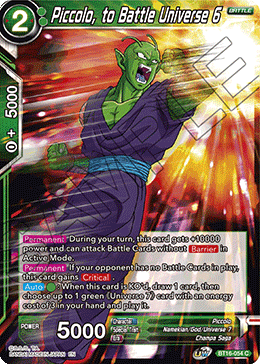 2
Piccolo, to Battle Universe 6
BATTLE
0 + 5000
Permanent During your turn, this card gets +10000
power and can attack Battle Cards without Barrier in
Active Mode.
Permanent If your opponent has no Battle Cards in play,
this card gains Critical
Auto When this card is KO'd, draw 1 card, then
choose up to 1 green ‹Universe 7› card with an energy
cost of 3 in your hand and play it.
POWER
5000
Character
Piccolo
Special Trait
Namekian/God/Universe 7
Era
Champa Saga
BT16-054 C